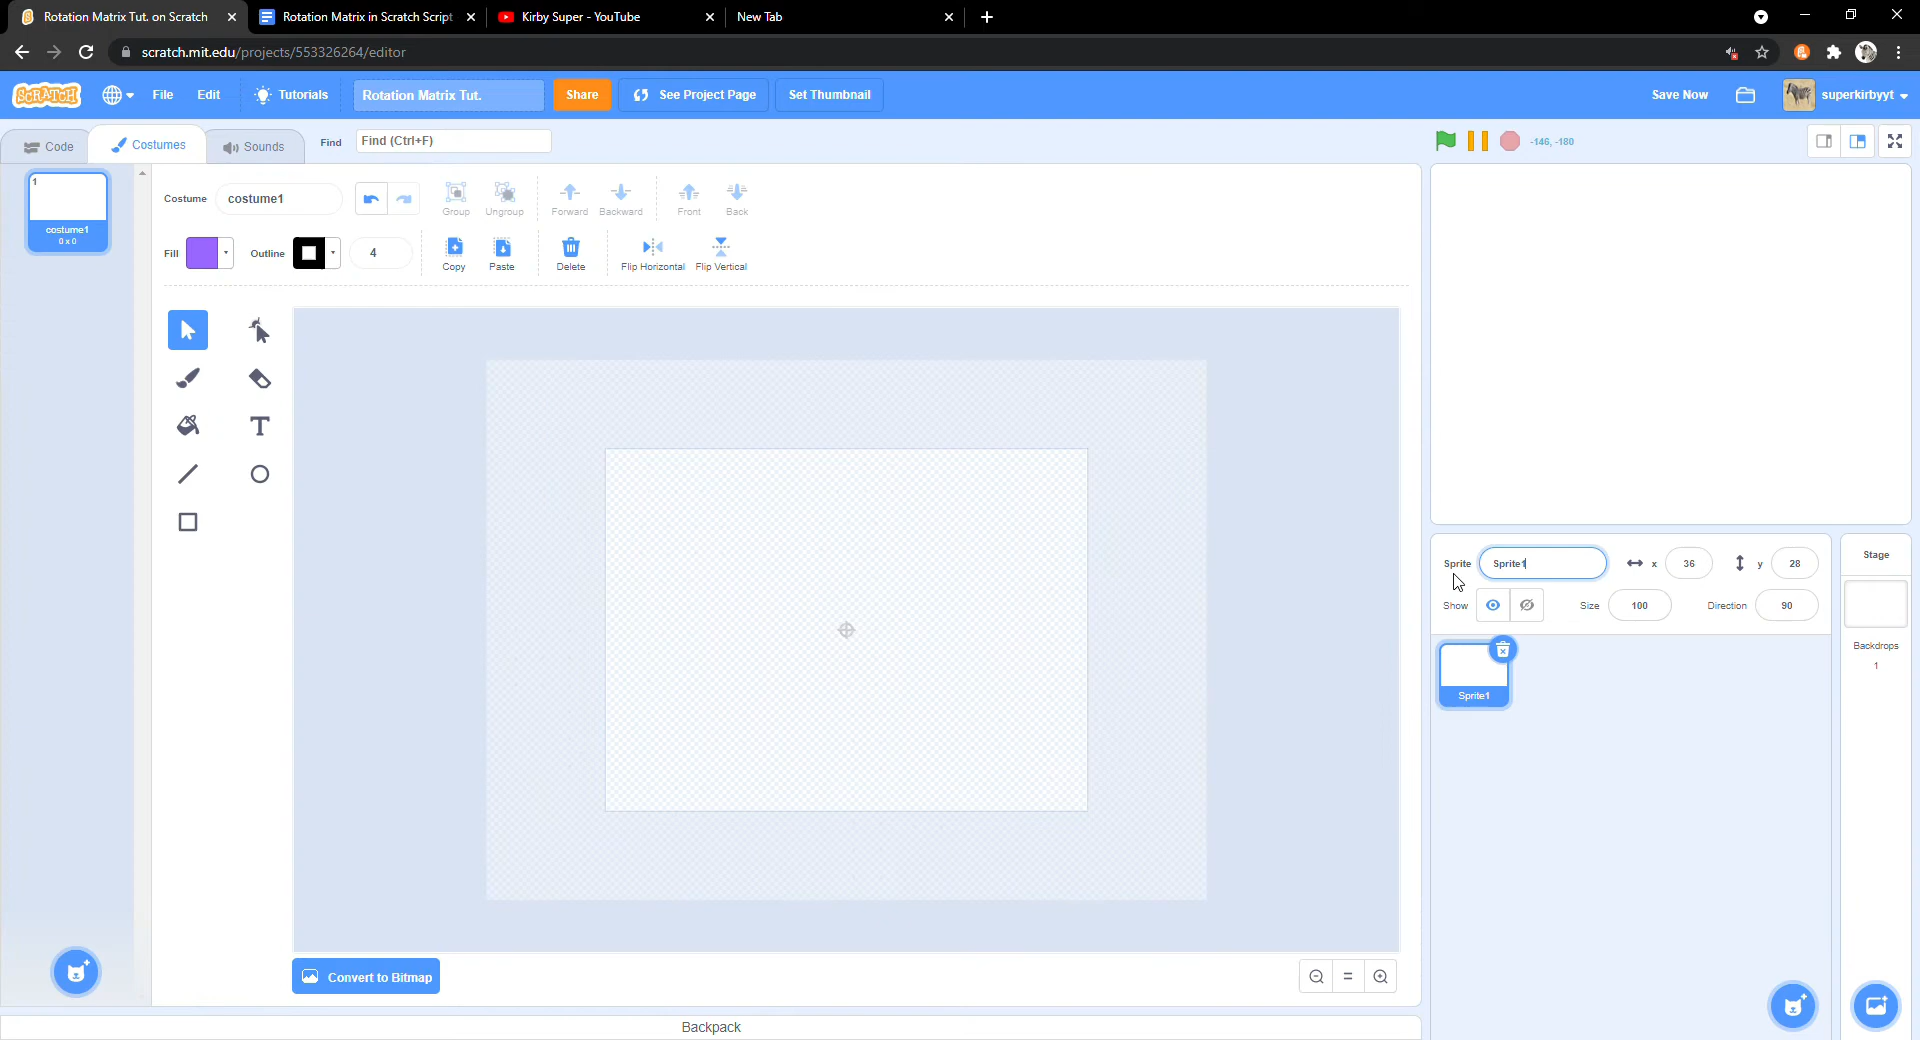 Rotation Matrix Tut. on Scratch
Rotation Matrix in Scratch Script
Kirby Super - YouTube
New Tab
scratch.mit.edu/projects/553326264/editor
SCRATCH
File
Edit
Tutorials
Rotation Matrix Tut.
Share
See Project Page
Set Thumbnail
Save Now
superkirbyyt
Code
Costumes
Sounds
Find
Find (Ctrl+F)
-146, -180
1
costume1
0 x 0
Costume
costume1
Group
Ungroup
Forward
Backward
Front
Back
Fill
Outline
4
Copy
Paste
Delete
Flip Horizontal
Flip Vertical
T
Convert to Bitmap
Backpack
Sprite
Sprite1
x
36
y
28
Show
Size
100
Direction
90
Sprite1
Stage
Backdrops
1